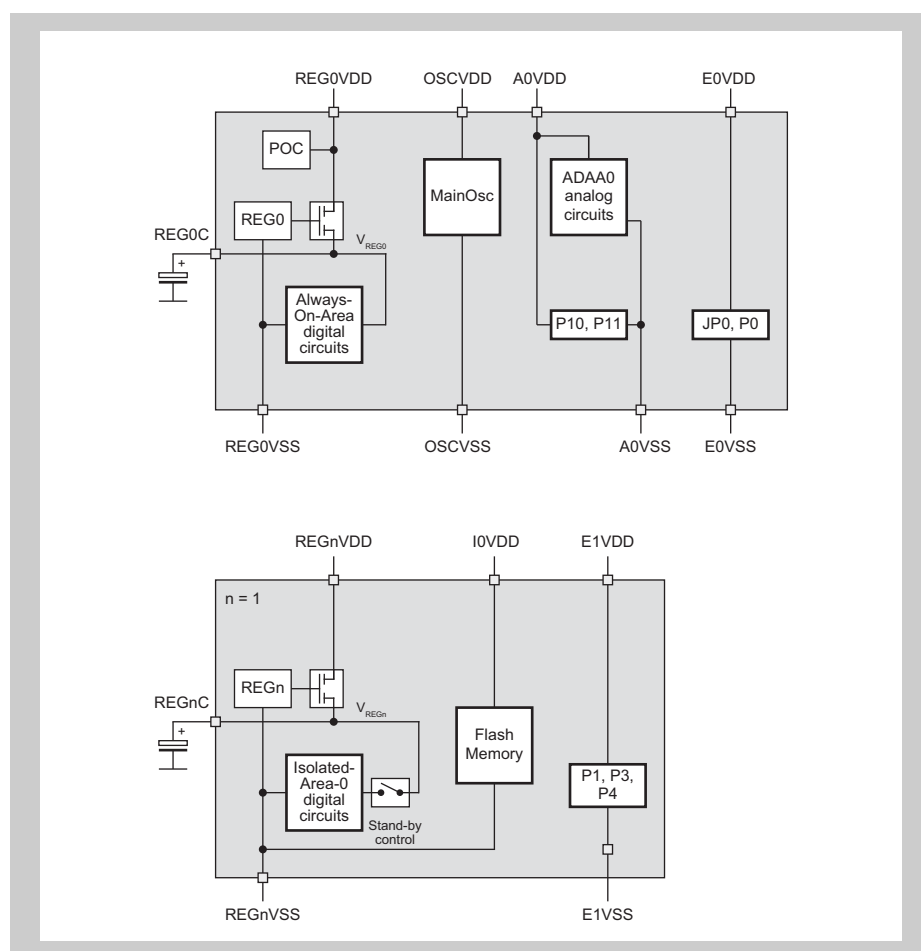 REG0VDD OSCVDD A0VDD E0VDD
POC
MainOsc
ADAA0
analog
circuits
REG0
REG0C
+
VREG0
Always-
On-Area
digital
circuits
P10, P11
JP0, P0
REG0VSS OSCVSS A0VSS E0VSS
REGnVDD I0VDD E1VDD
n = 1
REGn
REGnC
+
VREGn
Flash
Memory
Isolated-
Area-0
digital
circuits
P1, P3,
P4
Stand-by
control
REGnVSS E1VSS